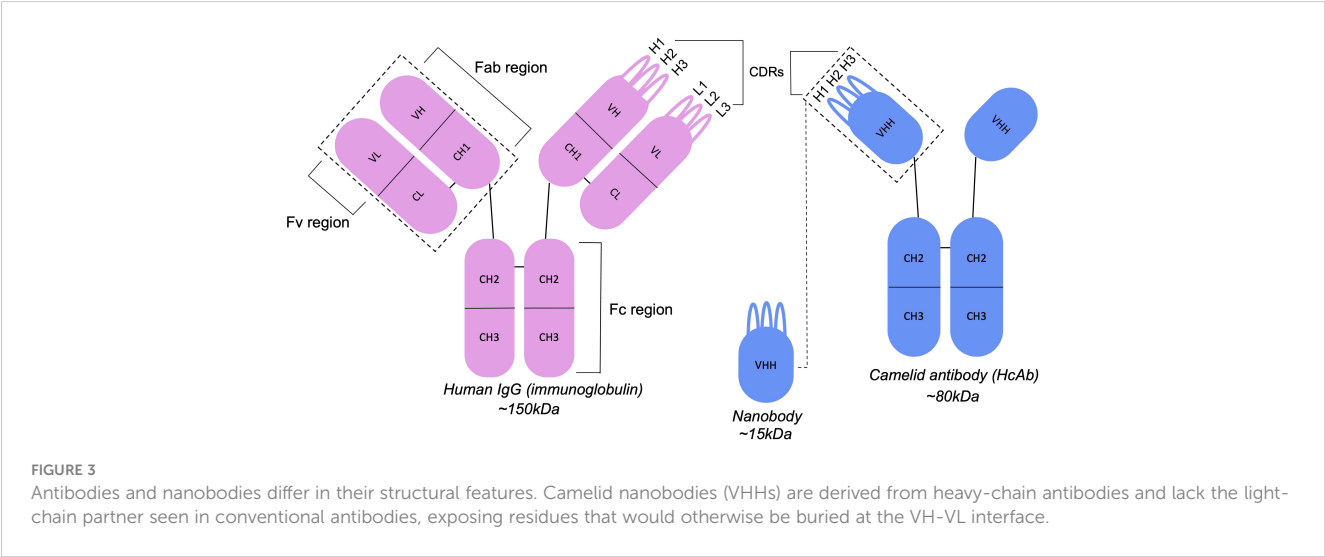 Fab region
VH
CH1
VL
CL
Fv region
H1
H2
H3
L1
L2
L3
CDRs
VH
CH1
VL
CL
CH2
CH2
CH3
CH3
Fc region
Human IgG (immunoglobulin)
~150kDa
H1 H2 H3
VHH
VHH
CH2
CH2
CH3
CH3
Camelid antibody (HcAb)
~80kDa
VHH
Nanobody
~15kDa
FIGURE 3
Antibodies and nanobodies differ in their structural features. Camelid nanobodies (VHHs) are derived from heavy-chain antibodies and lack the light-
chain partner seen in conventional antibodies, exposing residues that would otherwise be buried at the VH-VL interface.